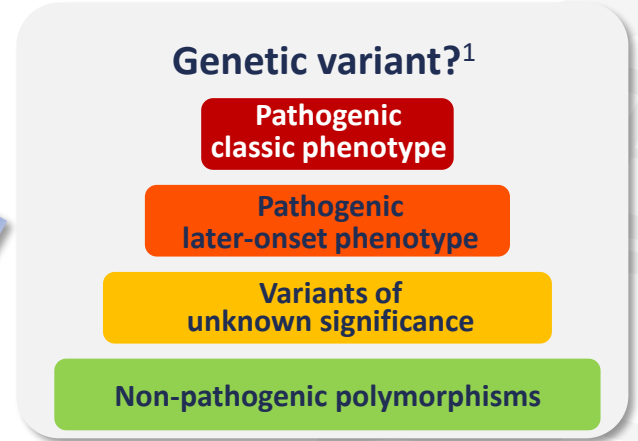 Genetic variant?¹
Pathogenic
classic phenotype
Pathogenic
later-onset phenotype
Variants of
unknown significance
Non-pathogenic polymorphisms